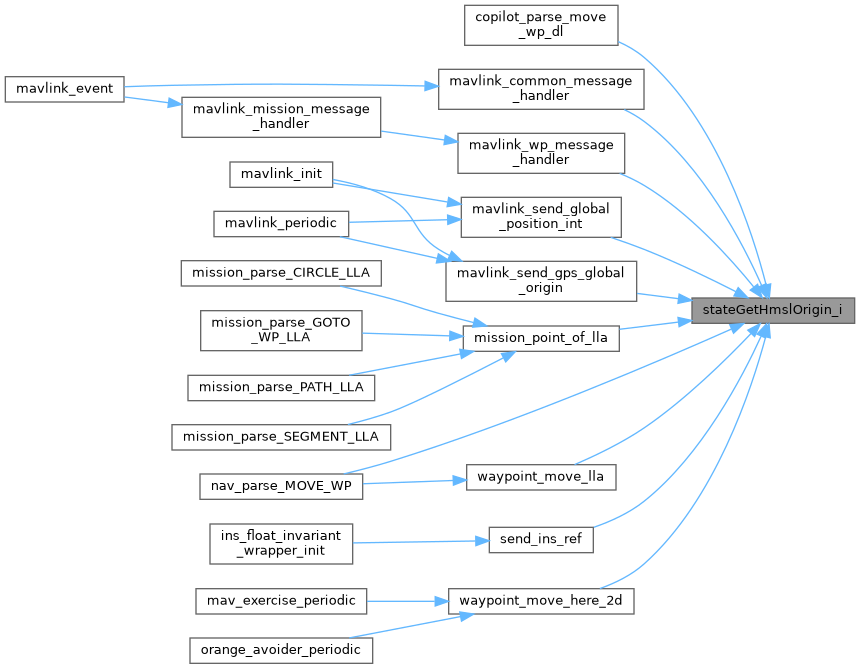 copilot_parse_move
_wp_dl
mavlink_common_message
_handler
mavlink_event
mavlink_mission_message
_handler
mavlink_wp_message
_handler
mavlink_init
mavlink_send_global
_position_int
mavlink_periodic
mavlink_send_gps_global
_origin
mission_parse_CIRCLE_LLA
stateGetHmslOrigin_i
mission_parse_GOTO
_WP_LLA
mission_point_of_lla
mission_parse_PATH_LLA
mission_parse_SEGMENT_LLA
waypoint_move_lla
nav_parse_MOVE_WP
ins_float_invariant
_wrapper_init
send_ins_ref
mav_exercise_periodic
waypoint_move_here_2d
orange_avoider_periodic